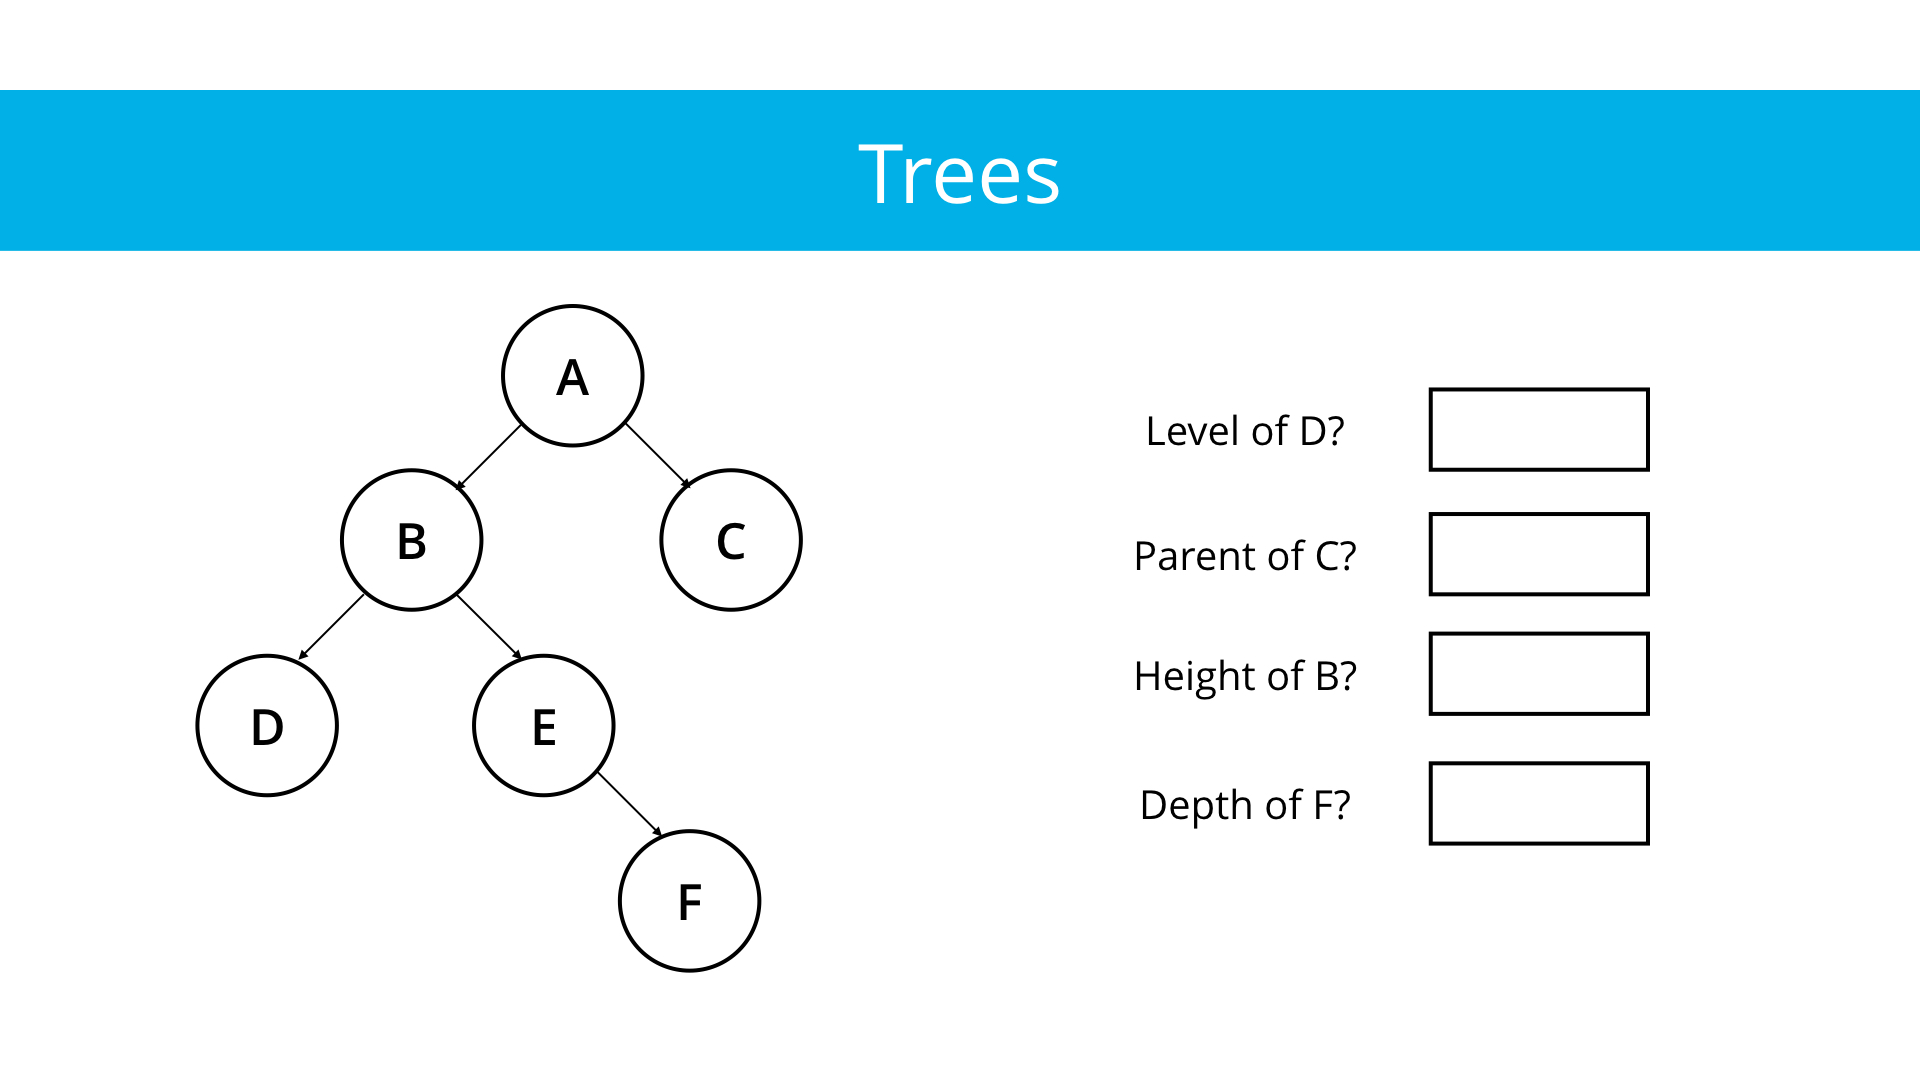 Trees
A
B
C
D
E
F
Level of D?
Parent of C?
Height of B?
Depth of F?